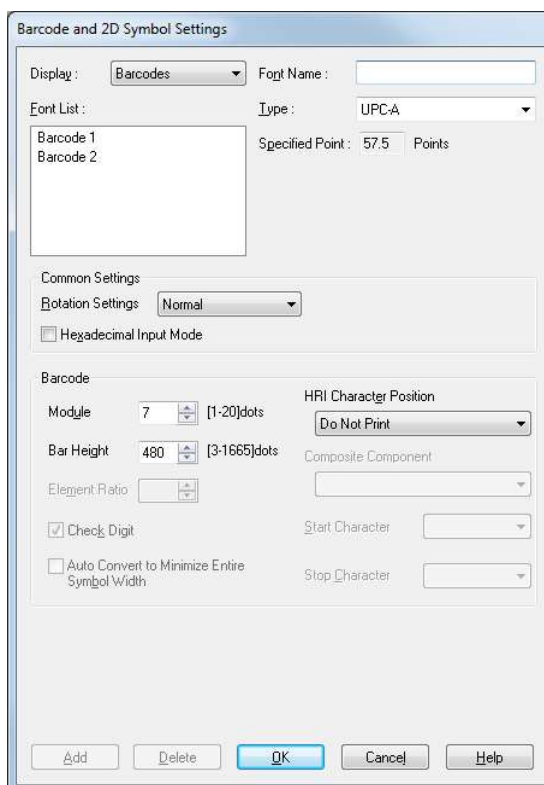 Barcode and 2D Symbol Settings
Display : Barcodes Font Name :
Font List : Type : UPC-A
Barcode 1
Barcode 2
Specified Point : 57.5 Points
Common Settings
Rotation Settings Normal
Hexadecimal Input Mode
Barcode
Module 7 [1-20]dots
HRI Character Position
Do Not Print
Bar Height 480 [3-1665]dots
Composite Component
Element Ratio
Check Digit
Start Character
Auto Convert to Minimize Entire
Symbol Width
Stop Character
Add Delete OK Cancel Help